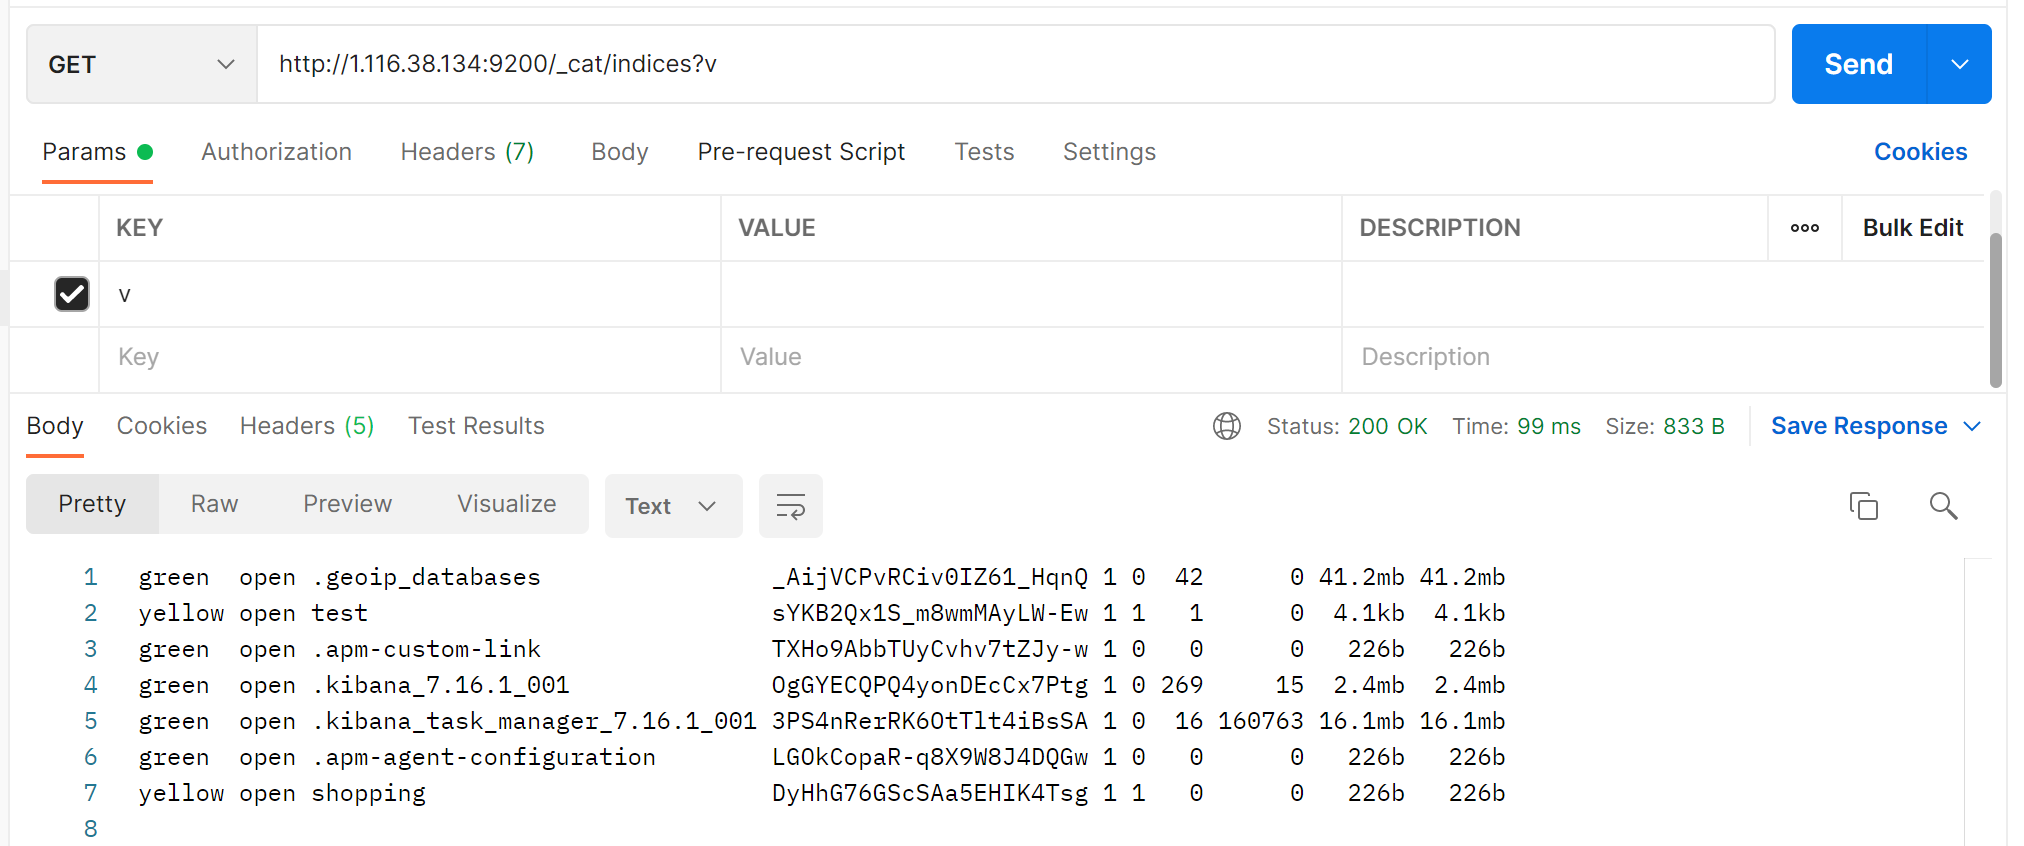 GET http://1.116.38.134:9200/_cat/indices?v Send
Params Authorization Headers (7) Body Pre-request Script Tests Settings Cookies
KEY VALUE DESCRIPTION ooo Bulk Edit
v
Key Value Description
Body Cookies Headers (5) Test Results Status: 200 OK Time: 99 ms Size: 833 B Save Response
Pretty Raw Preview Visualize Text
1 green open .geoip_databases _AijVCPvRCiv0IZ61_HqnQ 1 0 42 0 41.2mb 41.2mb
2 yellow open test sYKB2Qx1S_m8wmMAyLW-Ew 1 1 1 0 4.1kb 4.1kb
3 green open .apm-custom-link TXHo9AbbTUyCvhv7tZJy-w 1 0 0 0 226b 226b
4 green open .kibana_7.16.1_001 OgGYECQPQ4yonDEcCx7Ptg 1 0 269 15 2.4mb 2.4mb
5 green open .kibana_task_manager_7.16.1_001 3PS4nRerRK6OtTlt4iBsSA 1 0 16 160763 16.1mb 16.1mb
6 green open .apm-agent-configuration LGOkCopaR-q8X9W8J4DQGw 1 0 0 0 226b 226b
7 yellow open shopping DyHhG76GScSAa5EHIK4Tsg 1 1 0 0 226b 226b
8